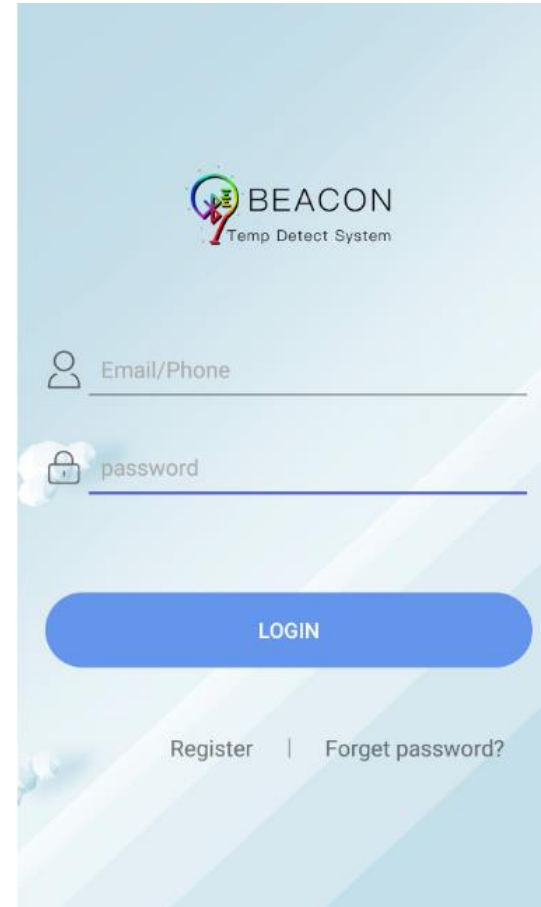 BEACON
Temp Detect System
Email/Phone
password
LOGIN
Register | Forget password?